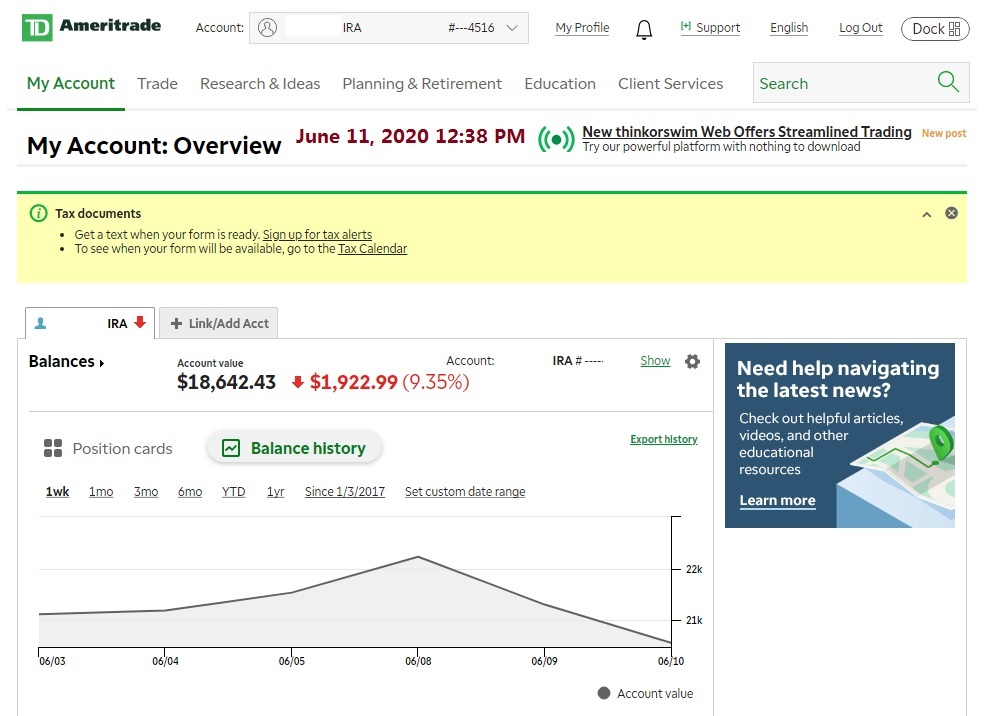 TD Ameritrade
Account: IRA #---4516
My Profile
Support
English
Log Out
Dock
My Account
Trade
Research & Ideas
Planning & Retirement
Education
Client Services
Search
My Account: Overview
June 11, 2020 12:38 PM
New thinkorswim Web Offers Streamlined Trading
New post
Try our powerful platform with nothing to download
Tax documents
• Get a text when your form is ready. Sign up for tax alerts
• To see when your form will be available, go to the Tax Calendar
IRA
+ Link/Add Acct
Balances
Account value
$18,642.43 $1,922.99 (9.35%)
Account: IRA # -----
Show
Position cards
Balance history
Export history
1wk 1mo 3mo 6mo YTD 1yr Since 1/3/2017 Set custom date range
22k
21k
06/03 06/04 06/05 06/08 06/09 06/10
Account value
Need help navigating
the latest news?
Check out helpful articles,
videos, and other
educational
resources
Learn more